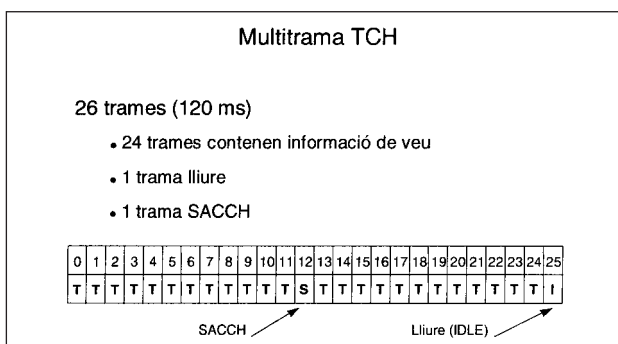 Multitrama TCH
26 trames (120 ms)
• 24 trames contenen informació de veu
• 1 trama lliure
• 1 trama SACCH
0 1 2 3 4 5 6 7 8 9 10 11 12 13 14 15 16 17 18 19 20 21 22 23 24 25
T T T T T T T T T T T T S T T T T T T T T T T T T I
SACCH Lliure (IDLE)